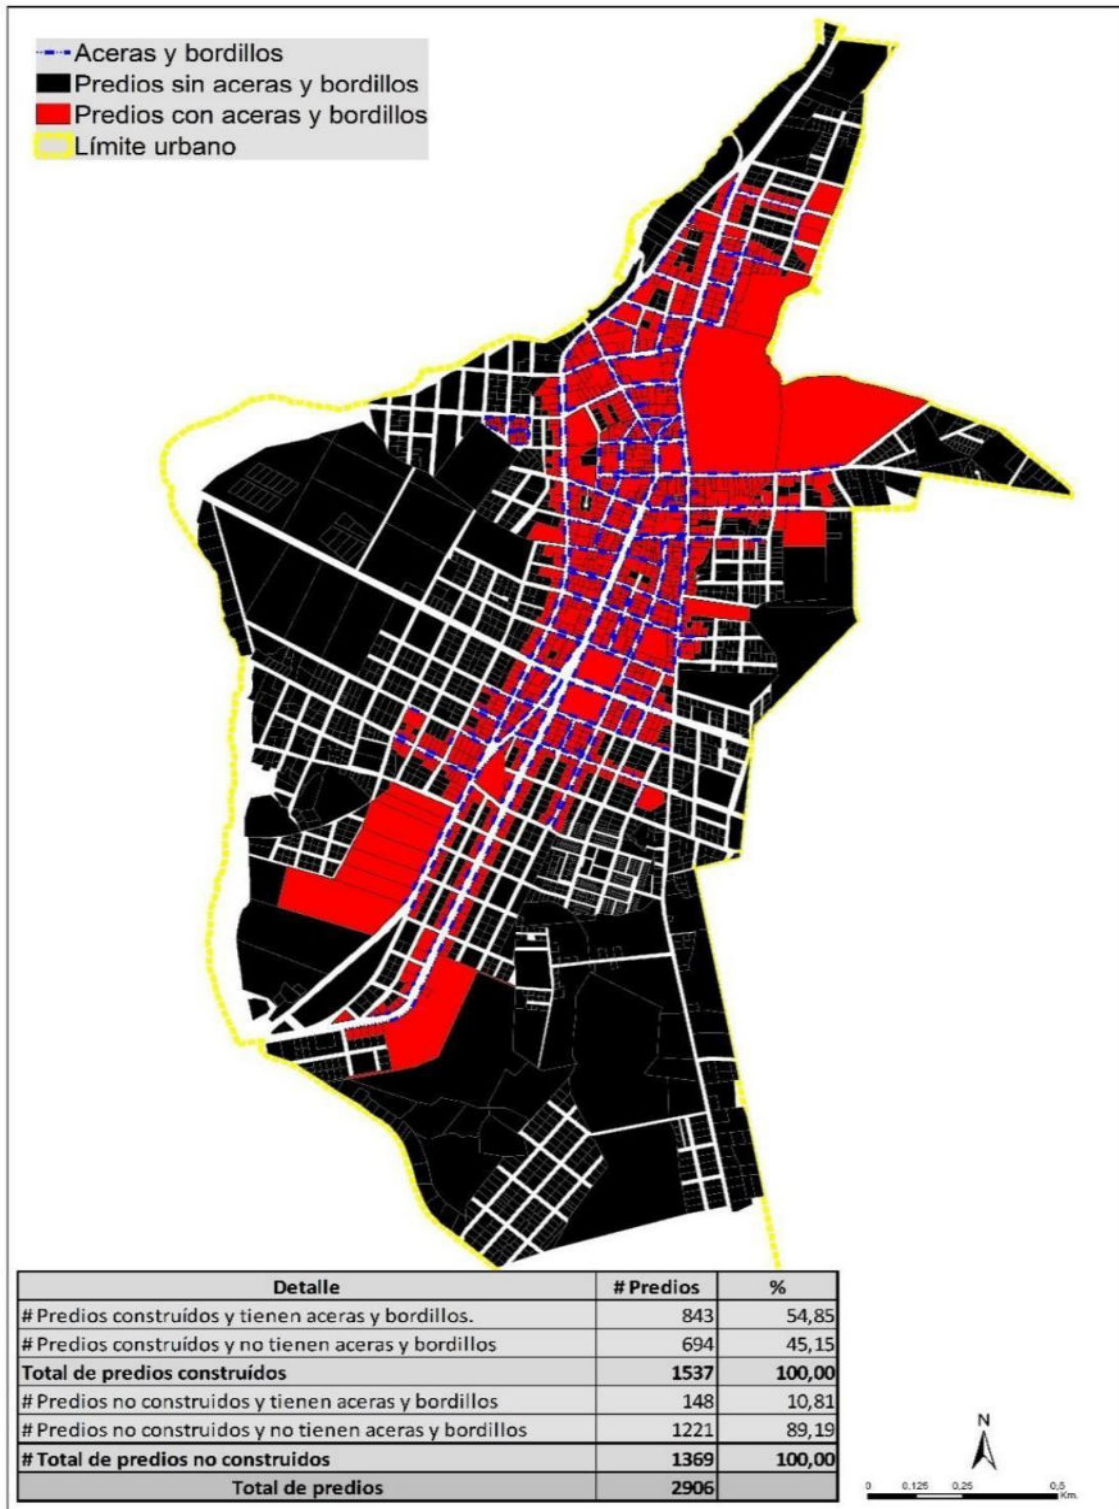 Aceras y bordillos
Predios sin aceras y bordillos
Predios con aceras y bordillos
Límite urbano
Detalle # Predios %
# Predios construídos y tienen aceras y bordillos. 843 54,85
# Predios construídos y no tienen aceras y bordillos 694 45,15
Total de predios construídos 1537 100,00
# Predios no construidos y tienen aceras y bordillos 148 10,81
# Predios no construidos y no tienen aceras y bordillos 1221 89,19
# Total de predios no construidos 1369 100,00
Total de predios 2906
N
0 0,125 0,25 0,5
Km.